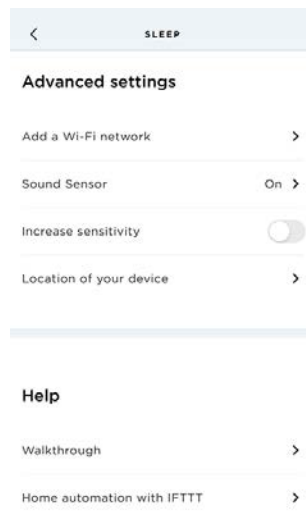 SLEEP
Advanced settings
Add a Wi-Fi network
Sound Sensor On
Increase sensitivity
Location of your device
Help
Walkthrough
Home automation with IFTTT